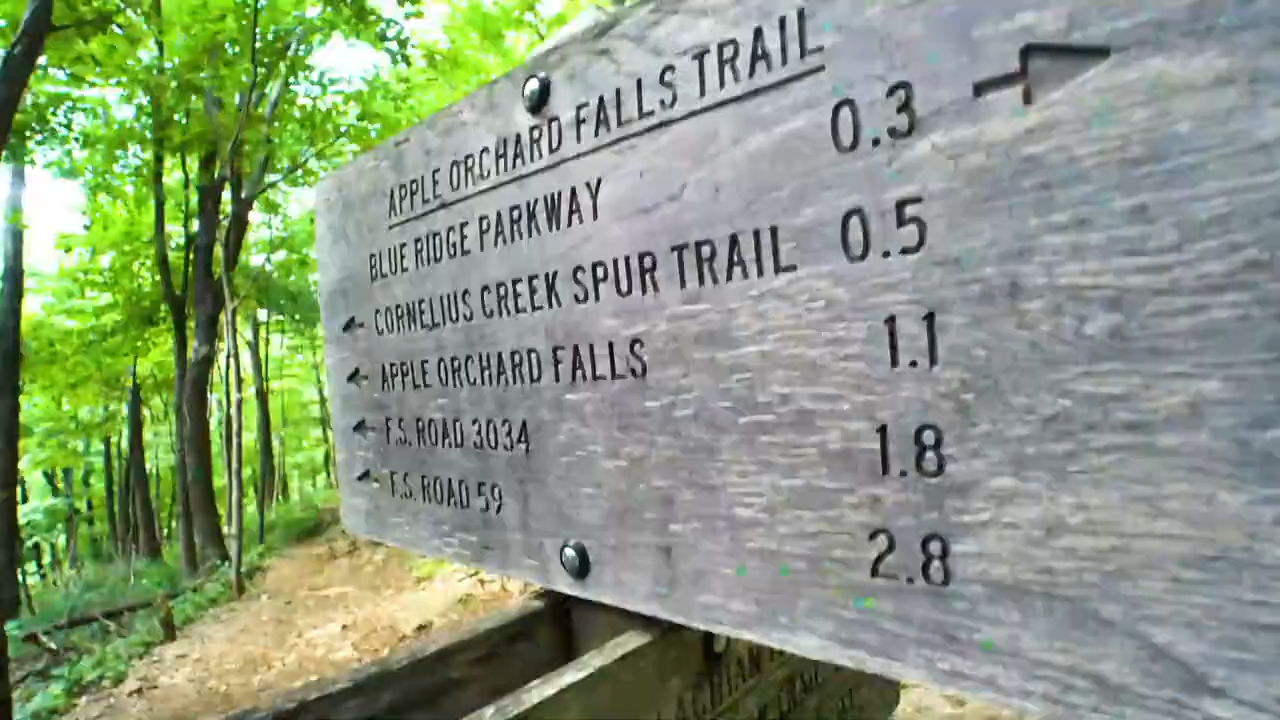 APPLE ORCHARD FALLS TRAIL
BLUE RIDGE PARKWAY 0.3
CORNELIUS CREEK SPUR TRAIL 0.5
APPLE ORCHARD FALLS 1.1
F.S. ROAD 3034 1.8
F.S. ROAD 59 2.8